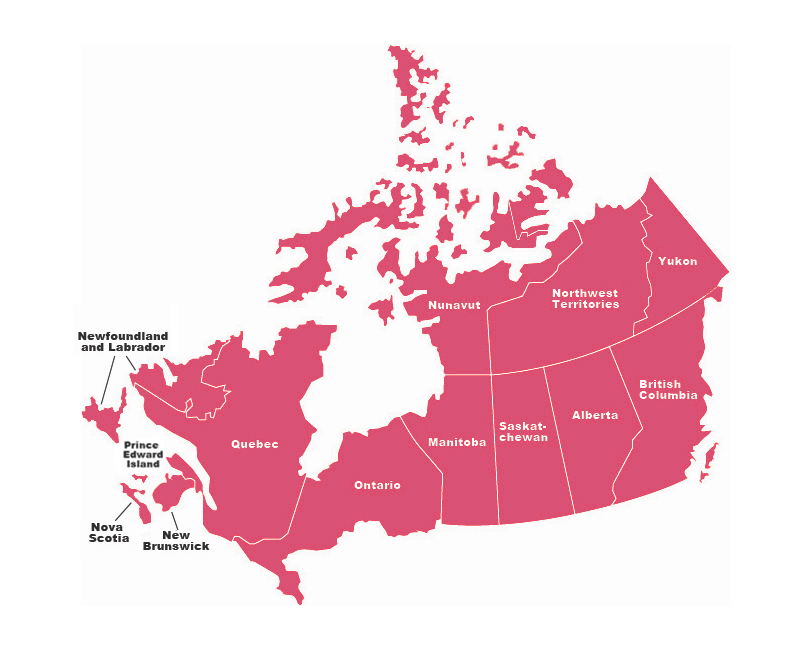 Yukon
Northwest
Territories
Nunavut
Newfoundland
and Labrador
British
Columbia
Alberta
Saskat-
chewan
Manitoba
Quebec
Prince
Edward
Island
Ontario
Nova
Scotia
New
Brunswick